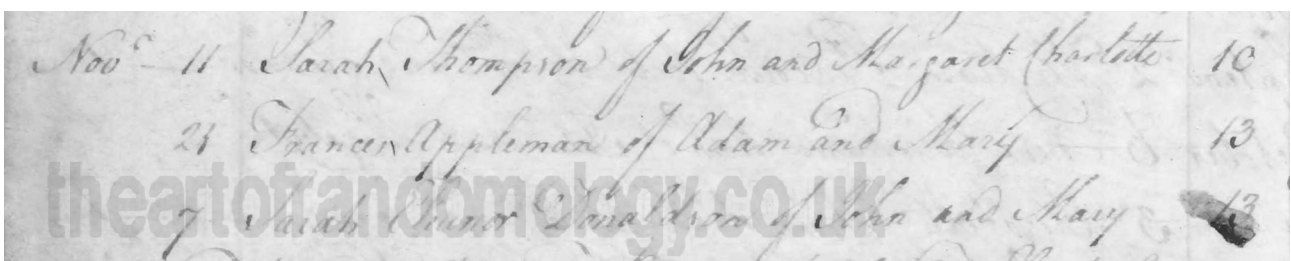 Novr 11 Sarah Thompson of John and Margaret Charlotte 10
21 Frances Appleman of Adam and Mary 13
7 Sarah Elinor Donaldson of John and Mary 13
theartofrandomology.co.uk